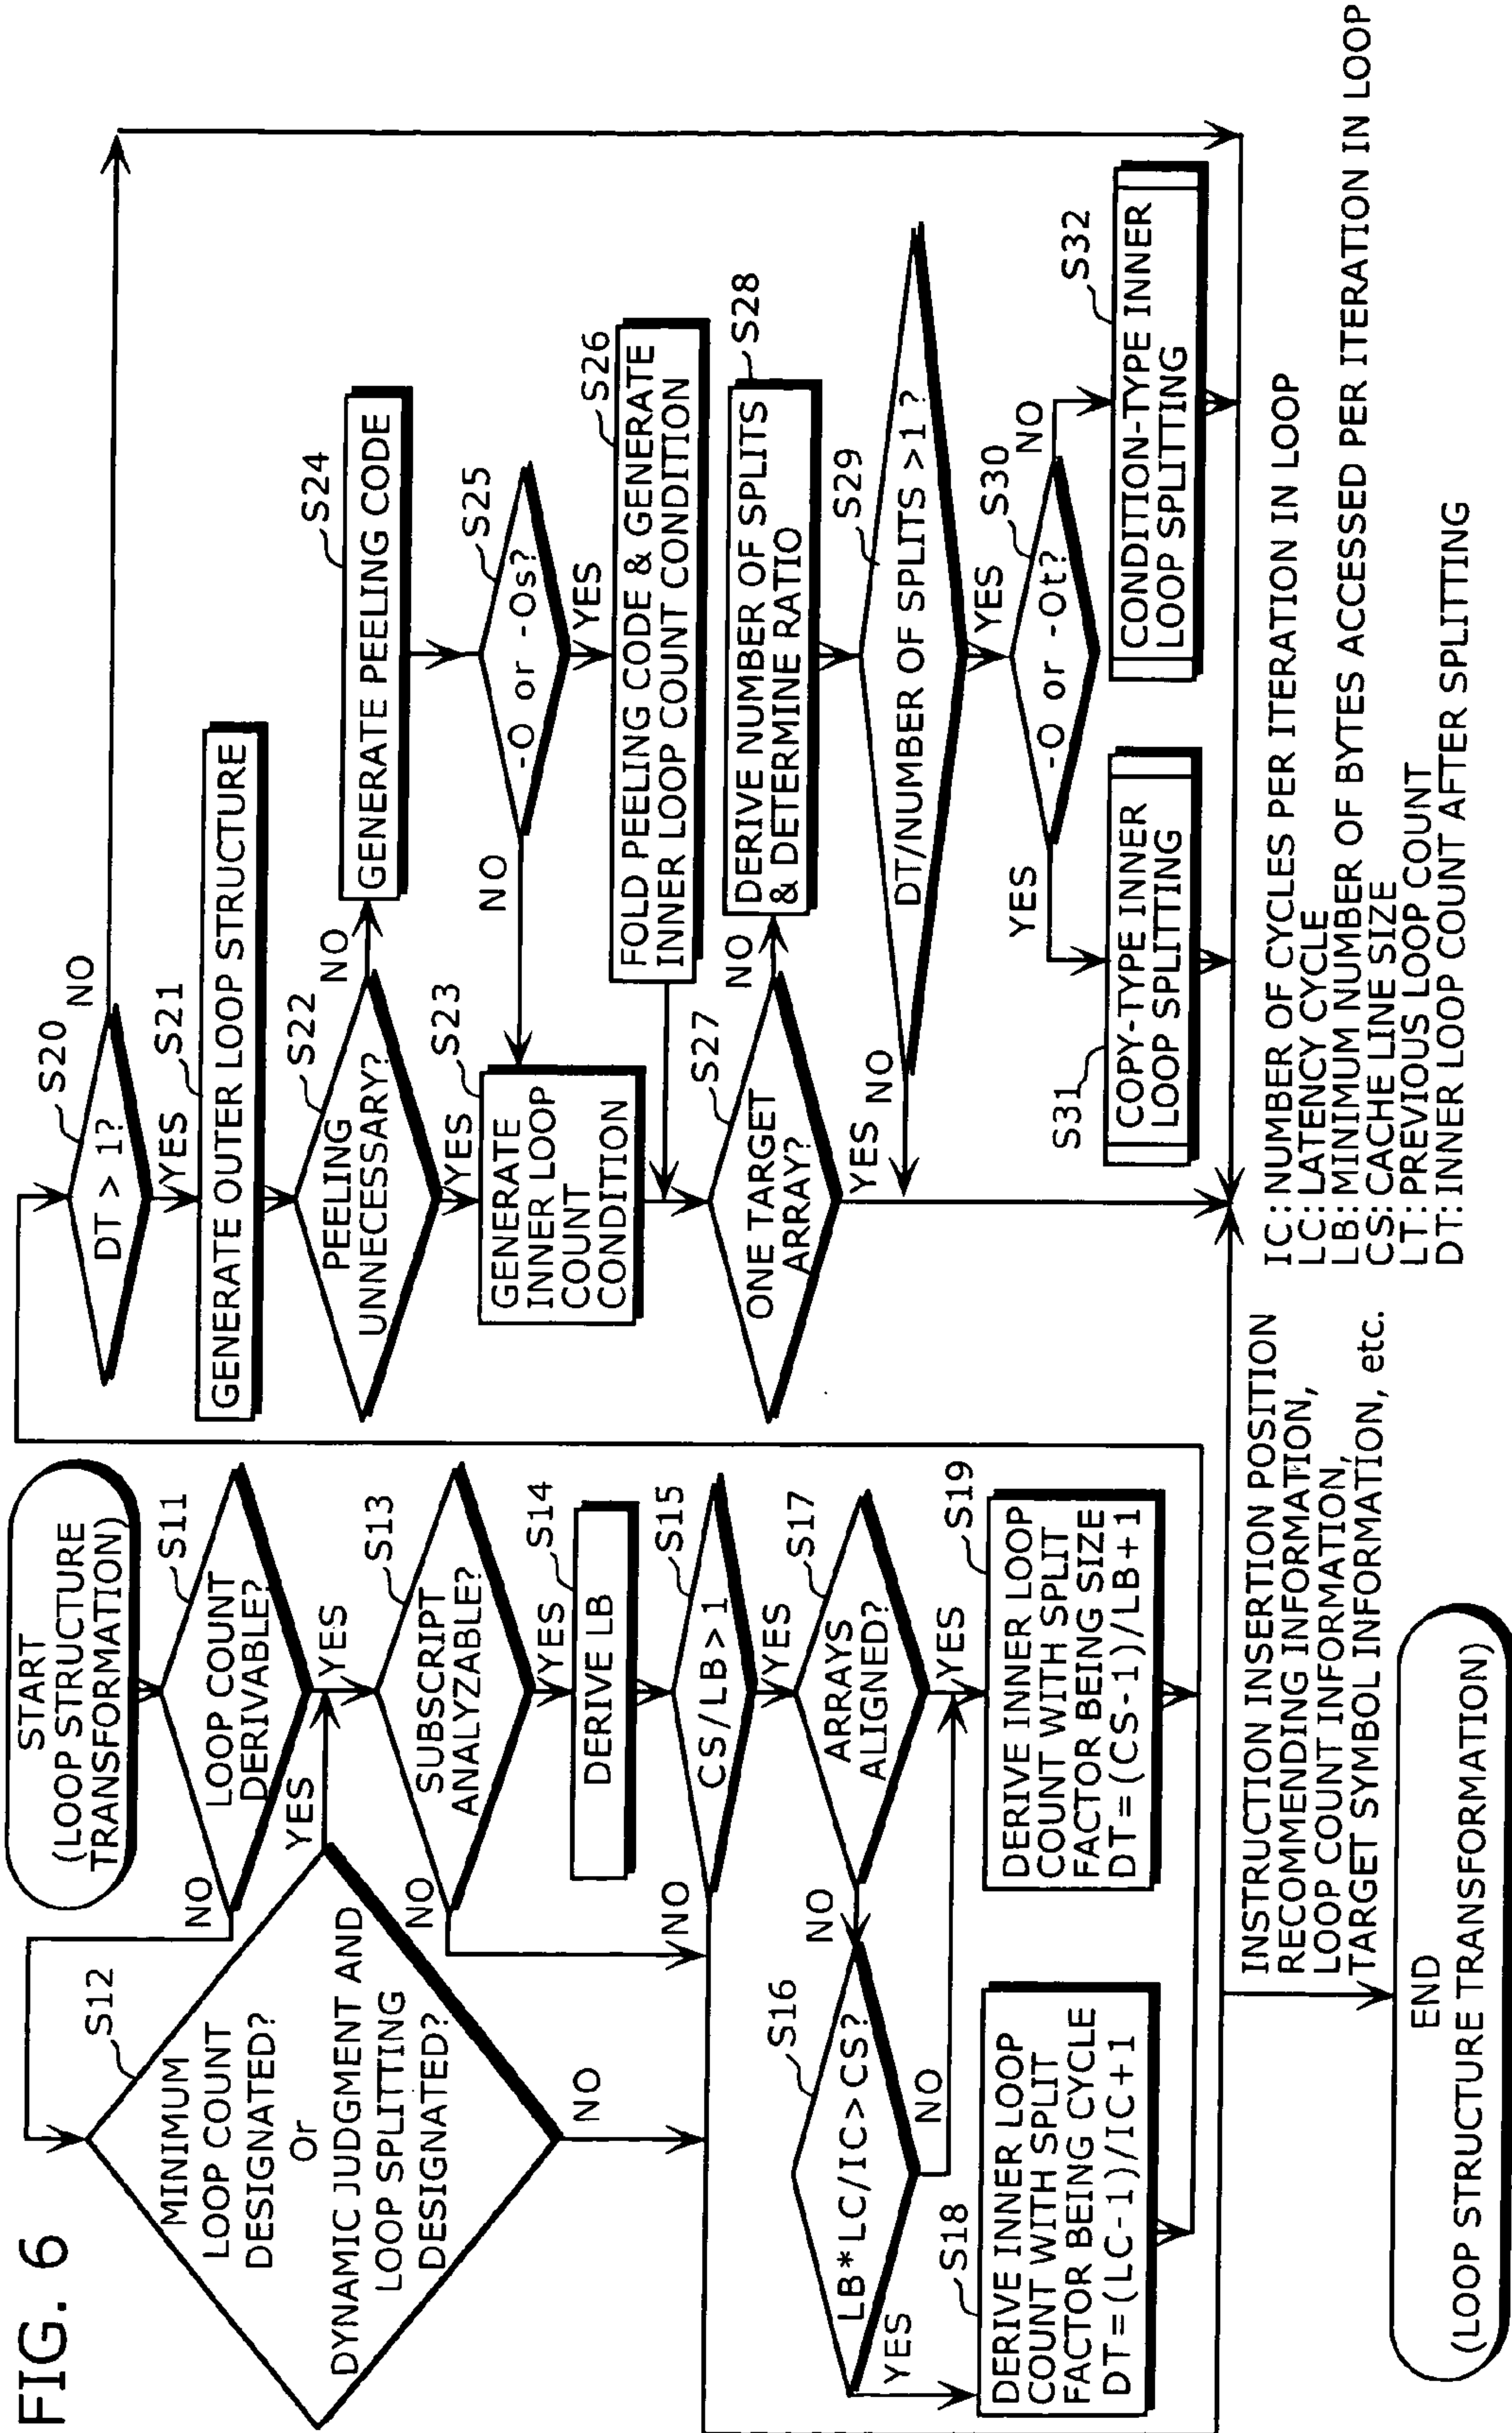 FIG. 6
START
(LOOP STRUCTURE
TRANSFORMATION)
S11
LOOP COUNT
DERIVABLE?
NO
YES
S12
MINIMUM
LOOP COUNT
DESIGNATED?
Or
DYNAMIC JUDGMENT AND
LOOP SPLITTING
DESIGNATED?
YES
NO
S13
SUBSCRIPT
ANALYZABLE?
NO
YES
S14
DERIVE LB
S15
CS/LB>1
NO
YES
S17
ARRAYS
ALIGNED?
NO
YES
S16
LB*LC/IC>CS?
NO
YES
S18
DERIVE INNER LOOP
COUNT WITH SPLIT
FACTOR BEING CYCLE
DT=(LC-1)/IC+1
S19
DERIVE INNER LOOP
COUNT WITH SPLIT
FACTOR BEING SIZE
DT=(CS-1)/LB+1
S20
DT > 1?
NO
YES
S21
GENERATE OUTER LOOP STRUCTURE
S22
PEELING
UNNECESSARY?
NO
YES
S24
GENERATE PEELING CODE
S25
-O or -Os?
NO
YES
S23
GENERATE
INNER LOOP
COUNT
CONDITION
S26
FOLD PEELING CODE & GENERATE
INNER LOOP COUNT CONDITION
S27
ONE TARGET
ARRAY?
NO
YES
S28
DERIVE NUMBER OF SPLITS
& DETERMINE RATIO
S29
DT/NUMBER OF SPLITS >1 ?
NO
YES
S30
-O or -Ot?
YES
NO
S31
COPY-TYPE INNER
LOOP SPLITTING
S32
CONDITION-TYPE INNER
LOOP SPLITTING
INSTRUCTION INSERTION POSITION
RECOMMENDING INFORMATION,
LOOP COUNT INFORMATION,
TARGET SYMBOL INFORMATION, etc.
END
(LOOP STRUCTURE TRANSFORMATION)
IC:NUMBER OF CYCLES PER ITERATION IN LOOP
LC:LATENCY CYCLE
LB:MINIMUM NUMBER OF BYTES ACCESSED PER ITERATION IN LOOP
CS:CACHE LINE SIZE
LT:PREVIOUS LOOP COUNT
DT:INNER LOOP COUNT AFTER SPLITTING